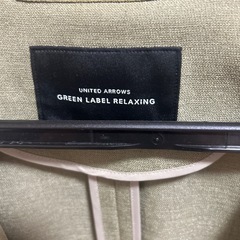 UNITED ARROWS
GREEN LABEL RELAXING